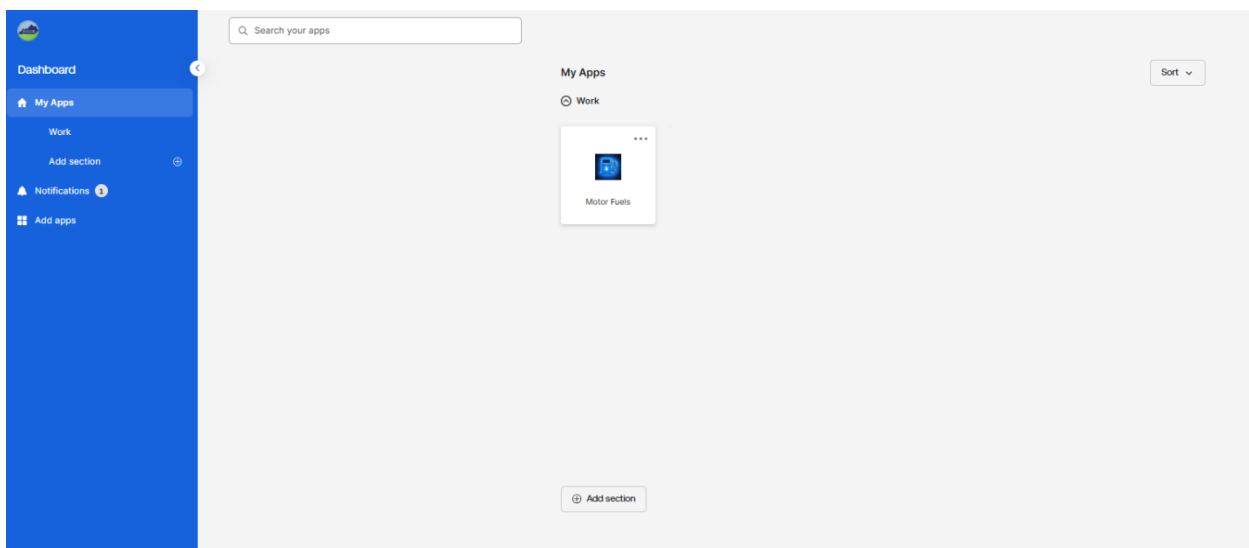 Search your apps
Dashboard
My Apps
Work
Add section
Notifications 1
Add apps
My Apps
Sort
Work
Motor Fuels
Add section